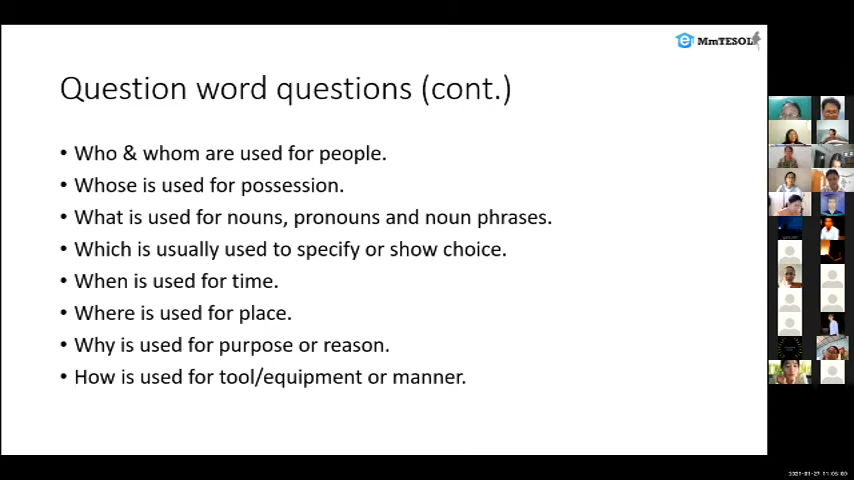 MmTESOL
Question word questions (cont.)
• Who & whom are used for people.
• Whose is used for possession.
• What is used for nouns, pronouns and noun phrases.
• Which is usually used to specify or show choice.
• When is used for time.
• Where is used for place.
• Why is used for purpose or reason.
• How is used for tool/equipment or manner.